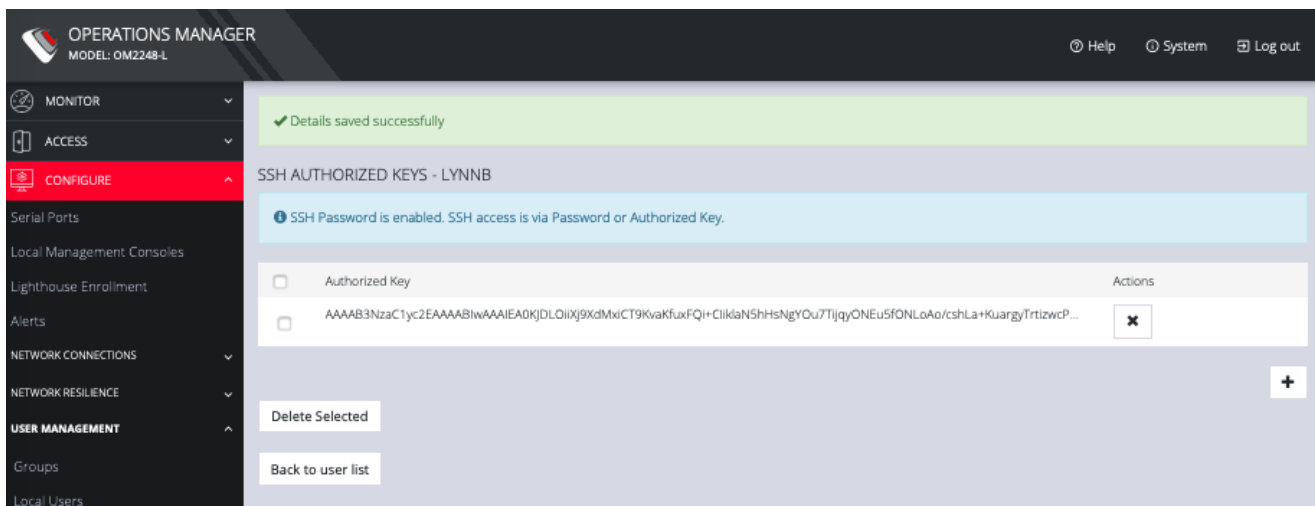 OPERATIONS MANAGER
MODEL: OM2248-L
Help
System
Log out
MONITOR
ACCESS
CONFIGURE
Serial Ports
Local Management Consoles
Lighthouse Enrollment
Alerts
NETWORK CONNECTIONS
NETWORK RESILIENCE
USER MANAGEMENT
Groups
Local Users
Details saved successfully
SSH AUTHORIZED KEYS - LYNNB
SSH Password is enabled. SSH access is via Password or Authorized Key.
Authorized Key Actions
AAAAB3NzaC1yc2EAAAABIwAAAIEA0KJDLOiiXj9XdMxiCT9KvaKfuxFQi+CIiklaN5hHsNgYOu7TijqyONEu5fONLoAo/cshLa+KuargyTrtizwcP...
Delete Selected
Back to user list